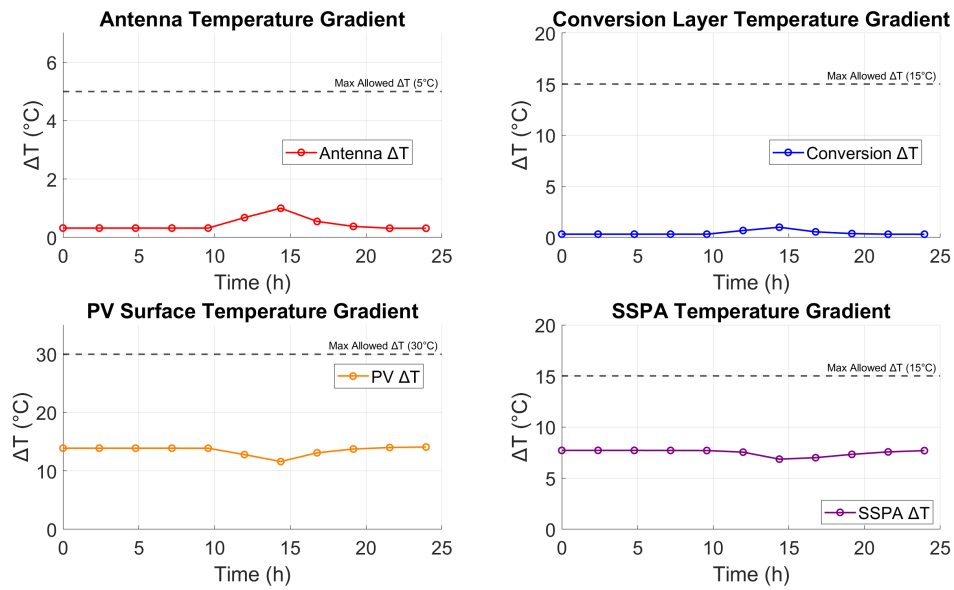 Antenna Temperature Gradient
6
4
2
0
ΔT (°C)
Max Allowed ΔT (5°C)
Antenna ΔT
0 5 10 15 20 25
Time (h)
Conversion Layer Temperature Gradient
20
15
10
5
0
ΔT (°C)
Max Allowed ΔT (15°C)
Conversion ΔT
0 5 10 15 20 25
Time (h)
PV Surface Temperature Gradient
30
20
10
0
ΔT (°C)
Max Allowed ΔT (30°C)
PV ΔT
0 5 10 15 20 25
Time (h)
SSPA Temperature Gradient
20
15
10
5
0
ΔT (°C)
Max Allowed ΔT (15°C)
SSPA ΔT
0 5 10 15 20 25
Time (h)